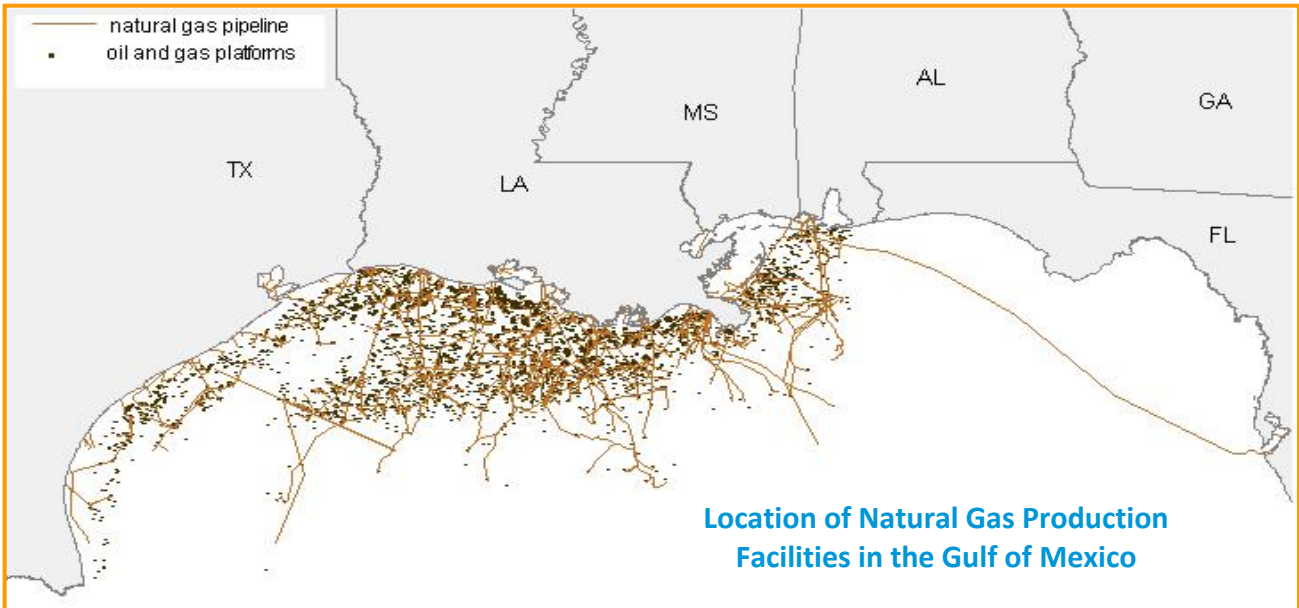 natural gas pipeline
oil and gas platforms
TX
LA
MS
AL
GA
FL
Location of Natural Gas Production
Facilities in the Gulf of Mexico